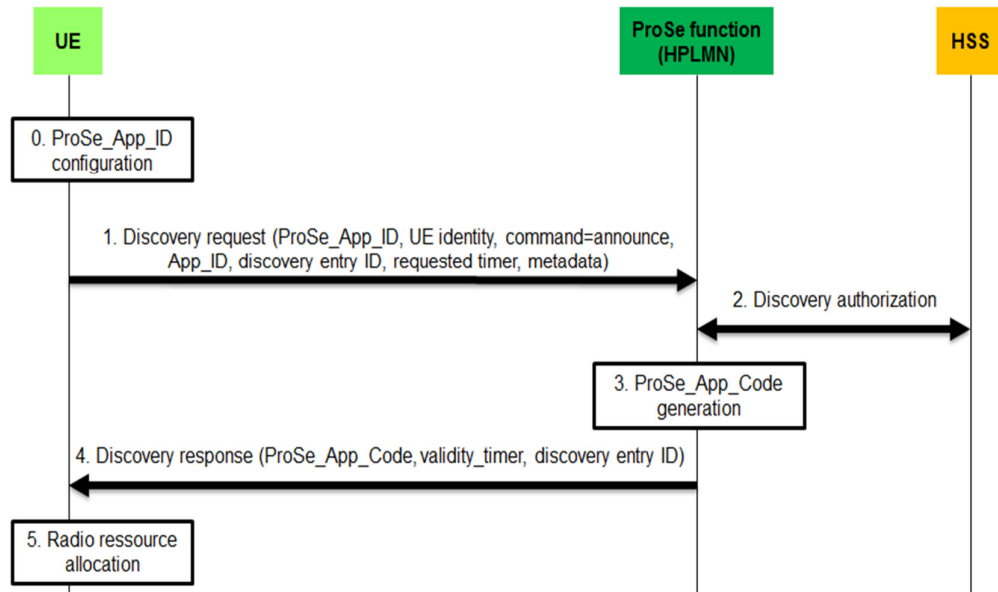 UE
ProSe function
(HPLMN)
HSS
0. ProSe_App_ID
configuration
1. Discovery request (ProSe_App_ID, UE identity, command=announce,
App_ID, discovery entry ID, requested timer, metadata)
2. Discovery authorization
3. ProSe_App_Code
generation
4. Discovery response (ProSe_App_Code, validity_timer, discovery entry ID)
5. Radio ressource
allocation